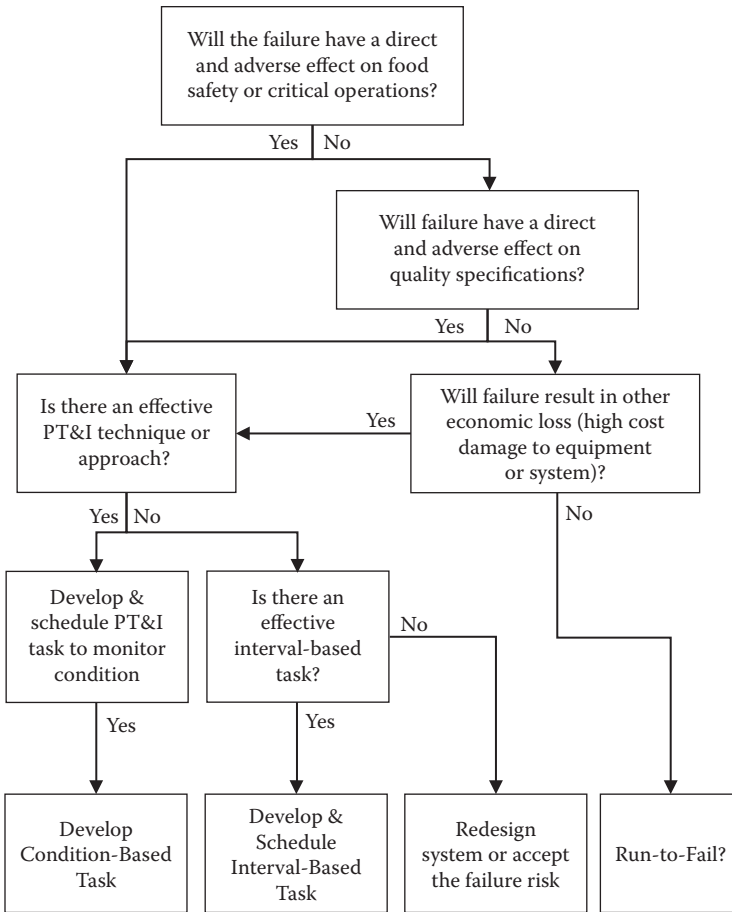 Will the failure have a direct
and adverse effect on food
safety or critical operations?
Yes
No
Will failure have a direct
and adverse effect on
quality specifications?
Yes
No
Is there an effective
PT&I technique or
approach?
Yes
Will failure result in other
economic loss (high cost
damage to equipment
or system)?
Yes
No
No
Develop &
schedule PT&I
task to monitor
condition
Is there an
effective
interval-based
task?
No
Yes
Yes
Develop
Condition-Based
Task
Develop &
Schedule
Interval-Based
Task
Redesign
system or accept
the failure risk
Run-to-Fail?